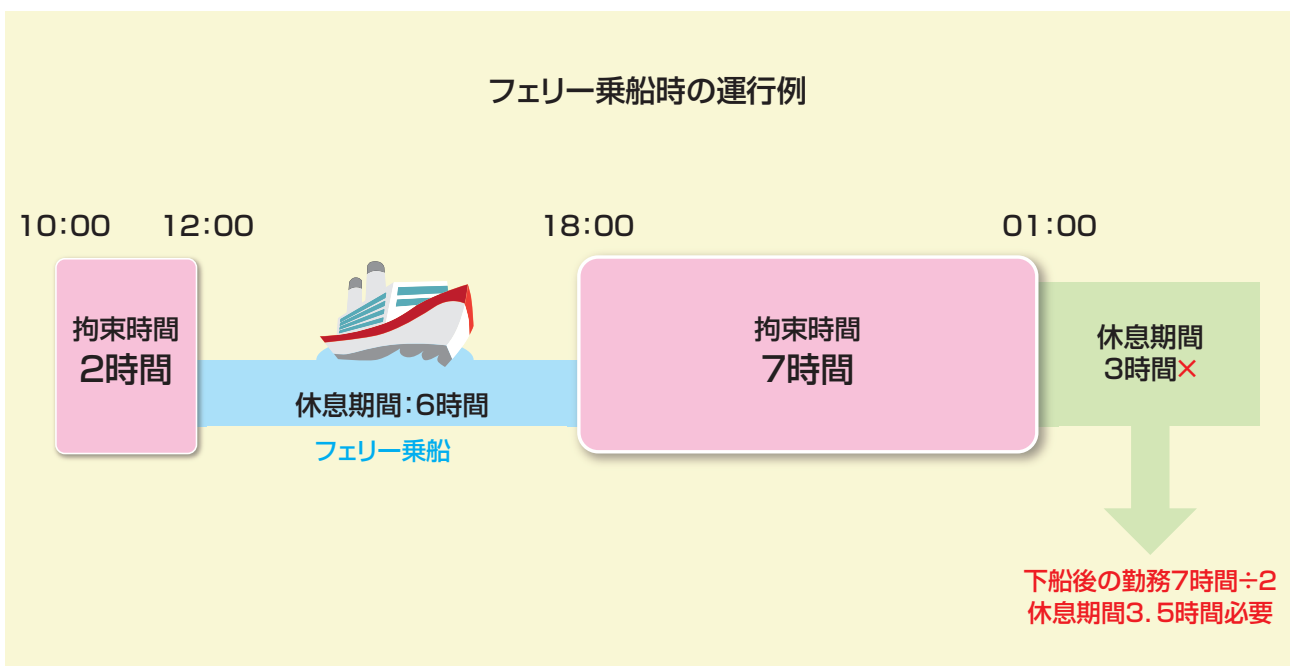 フェリー乗船時の運行例
10:00
12:00
18:00
01:00
拘束時間
2時間
休息期間:6時間
フェリー乗船
拘束時間
7時間
休息期間
3時間×
下船後の勤務7時間÷2
休息期間3.5時間必要